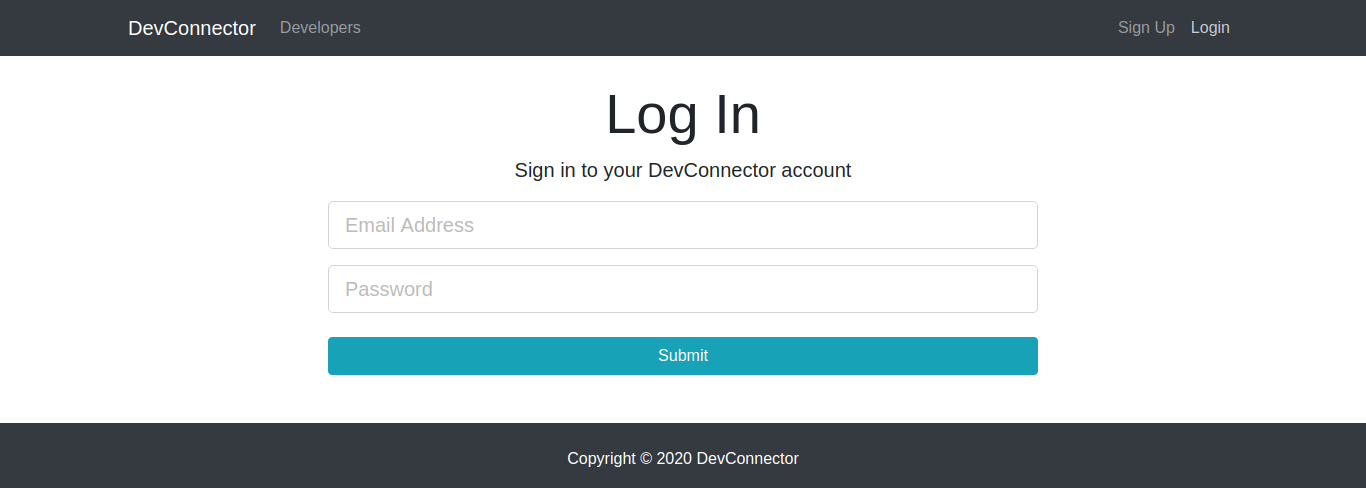 DevConnector Developers Sign Up Login
Log In
Sign in to your DevConnector account
Email Address
Password
Submit
Copyright © 2020 DevConnector